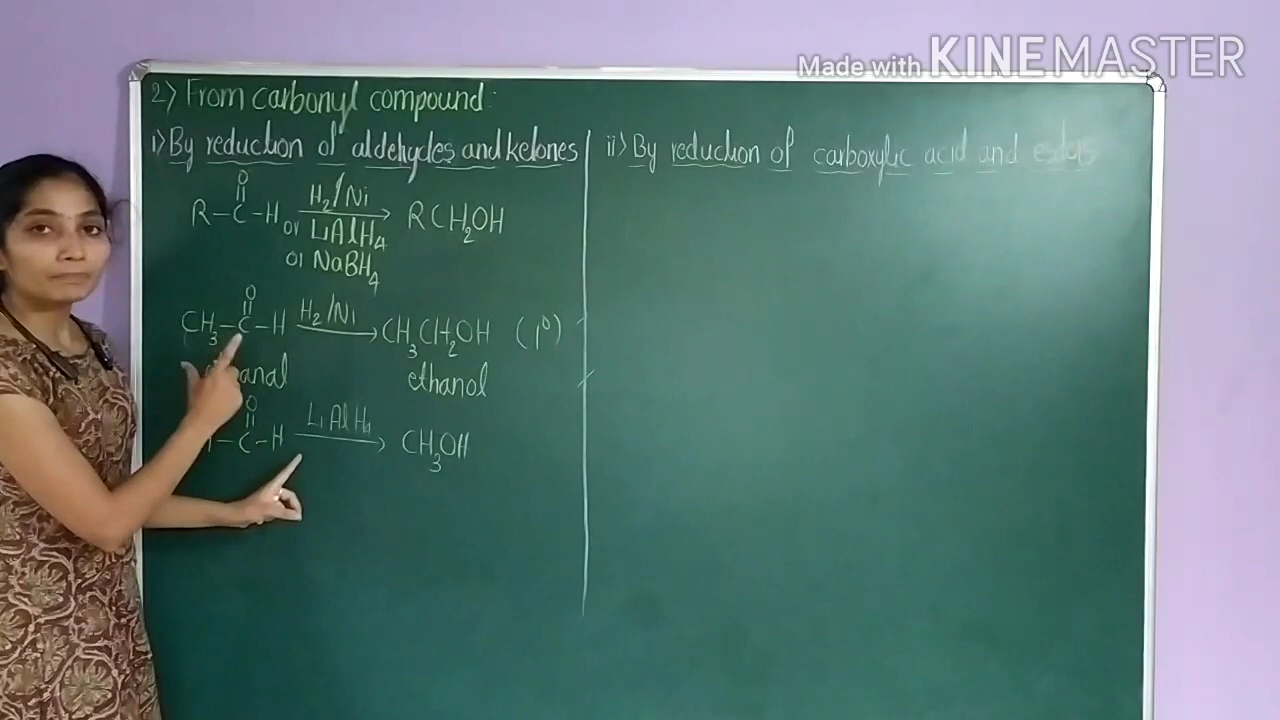 Made with KINEMASTER
2) From carbonyl compound:
i) By reduction of aldehydes and ketones
O
R-C-H H2/Ni RCH2OH
or LiAlH4
or NaBH4
O
CH3-C-H H2/Ni CH3CH2OH (1°)
ethanol
O
-C-H LiAlH4 CH3OH
ii) By reduction of carboxylic acid and esters